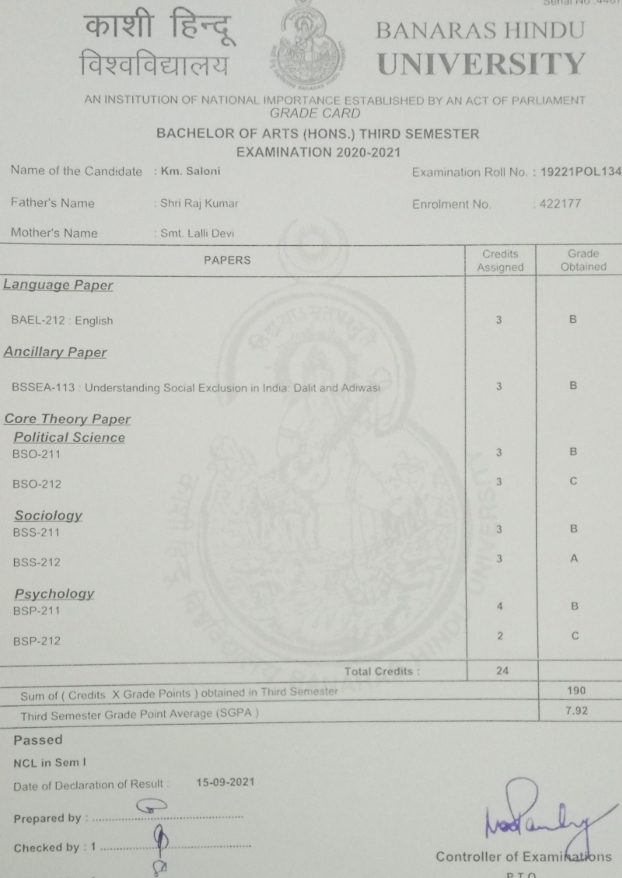 काशी हिन्दू
विश्वविद्यालय
BANARAS HINDU
UNIVERSITY
AN INSTITUTION OF NATIONAL IMPORTANCE ESTABLISHED BY AN ACT OF PARLIAMENT
GRADE CARD
BACHELOR OF ARTS (HONS.) THIRD SEMESTER
EXAMINATION 2020-2021
Name of the Candidate : Km. Saloni Examination Roll No. : 19221POL134
Father's Name : Shri Raj Kumar Enrolment No. : 422177
Mother's Name : Smt. Lalli Devi
PAPERS Credits Assigned Grade Obtained
Language Paper
BAEL-212 : English 3 B
Ancillary Paper
BSSEA-113 : Understanding Social Exclusion in India: Dalit and Adiwasi 3 B
Core Theory Paper
Political Science
BSO-211 3 B
BSO-212 3 C
Sociology
BSS-211 3 B
BSS-212 3 A
Psychology
BSP-211 4 B
BSP-212 2 C
Total Credits : 24
Sum of ( Credits X Grade Points ) obtained in Third Semester 190
Third Semester Grade Point Average (SGPA ) 7.92
Passed
NCL in Sem I
Date of Declaration of Result : 15-09-2021
Prepared by :
Checked by : 1
Controller of Examinations
P.T.O.